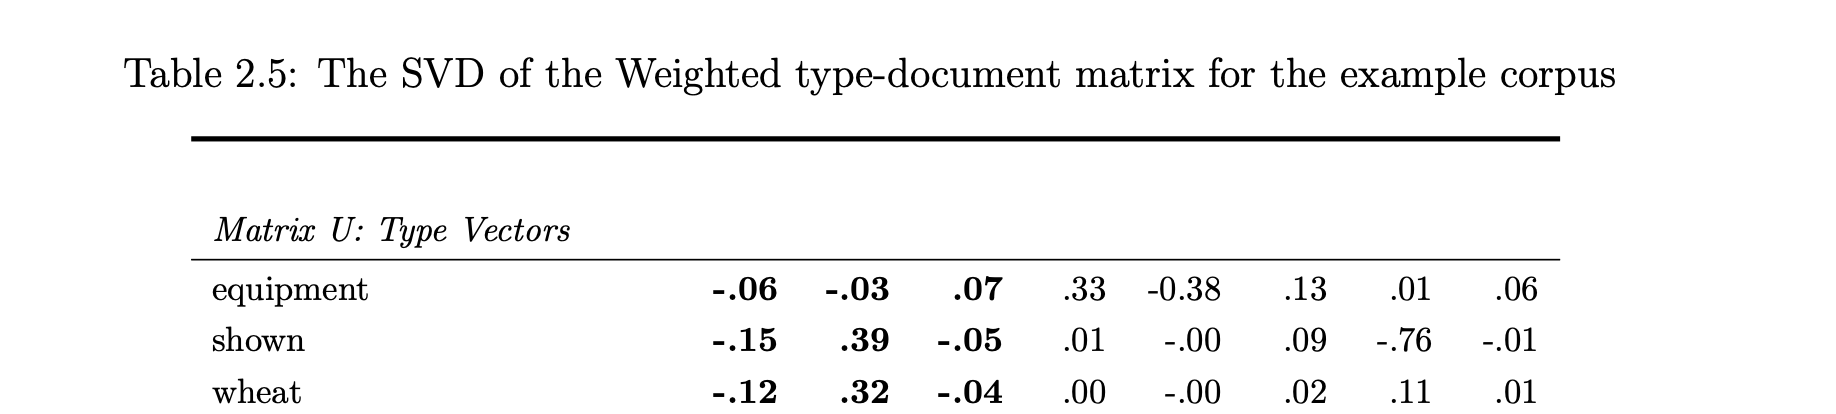 Table 2.5: The SVD of the Weighted type-document matrix for the example corpus
Matrix U: Type Vectors
equipment -.06 -.03 .07 .33 -0.38 .13 .01 .06
shown -.15 .39 -.05 .01 -.00 .09 -.76 -.01
wheat -.12 .32 -.04 .00 -.00 .02 .11 .01